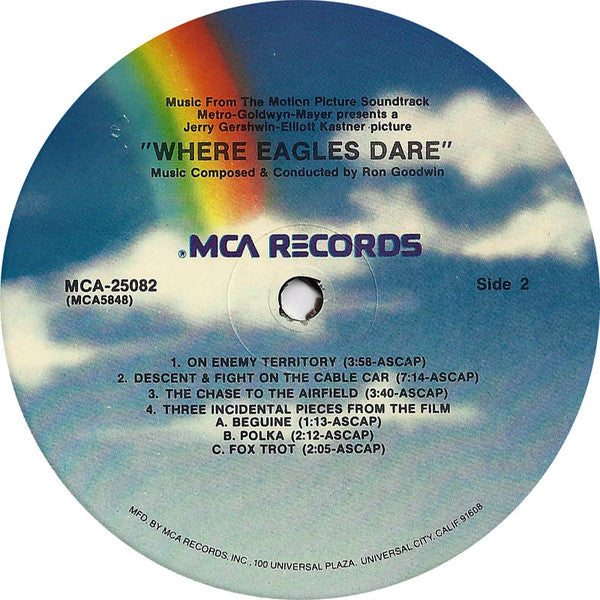 Music From The Motion Picture Soundtrack
Metro-Goldwyn-Mayer presents a
Jerry Gershwin-Elliott Kastner picture
"WHERE EAGLES DARE"
Music Composed & Conducted by Ron Goodwin
®MCA RECORDS
MCA-25082
(MCA5848)
Side 2
1. ON ENEMY TERRITORY (3:58-ASCAP)
2. DESCENT & FIGHT ON THE CABLE CAR (7:14-ASCAP)
3. THE CHASE TO THE AIRFIELD (3:40-ASCAP)
4. THREE INCIDENTAL PIECES FROM THE FILM
A. BEGUINE (1:13-ASCAP)
B. POLKA (2:12-ASCAP)
C. FOX TROT (2:05-ASCAP)
MFD. BY MCA RECORDS, INC., 100 UNIVERSAL PLAZA, UNIVERSAL CITY, CALIF. 91608